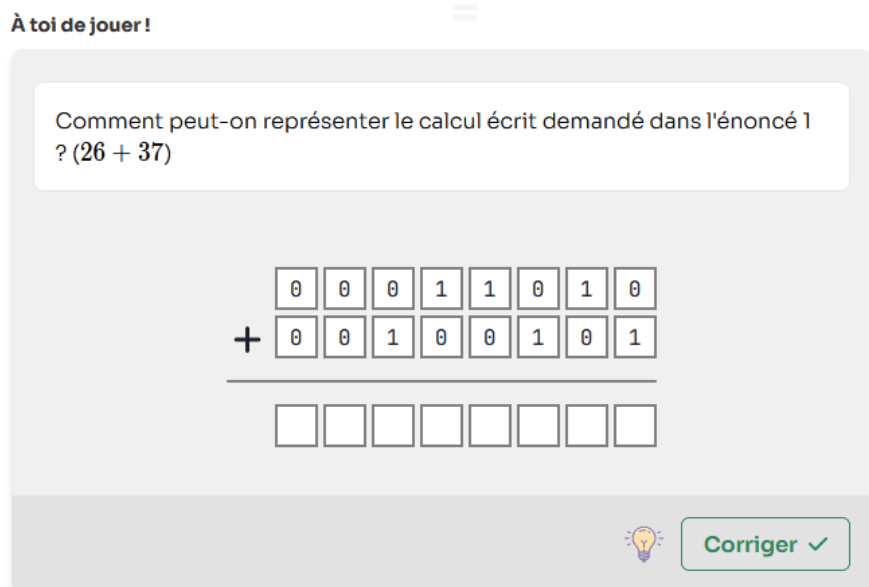 À toi de jouer !
Comment peut-on représenter le calcul écrit demandé dans l'énoncé 1
? (26 + 37)
0 0 0 1 1 0 1 0
+ 0 0 1 0 0 1 0 1
Corriger ✓